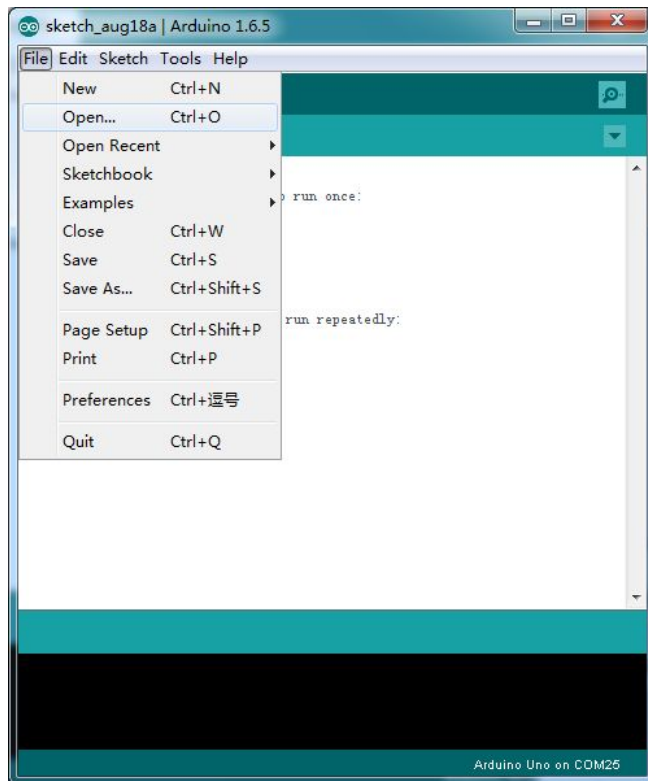 sketch_aug18a | Arduino 1.6.5
File Edit Sketch Tools Help
New Ctrl+N
Open... Ctrl+O
Open Recent
Sketchbook
Examples
run once:
Close Ctrl+W
Save Ctrl+S
Save As... Ctrl+Shift+S
run repeatedly:
Page Setup Ctrl+Shift+P
Print Ctrl+P
Preferences Ctrl+逗号
Quit Ctrl+Q
Arduino Uno on COM25